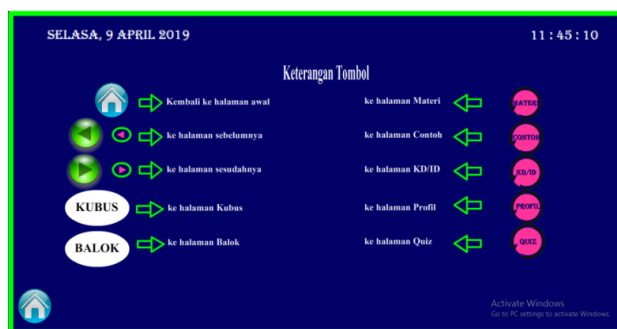 SELASA, 9 APRIL 2019
11:45:10
Keterangan Tombol
Kembali ke halaman awal
ke halaman Materi
MATERI
ke halaman sebelumnya
ke halaman Contoh
CONTOH
ke halaman sesudahnya
ke halaman KD/ID
KD/ID
KUBUS
ke halaman Kubus
ke halaman Profil
PROFIL
BALOK
ke halaman Balok
ke halaman Quiz
QUIZ
Activate Windows
Go to PC settings to activate Windows.